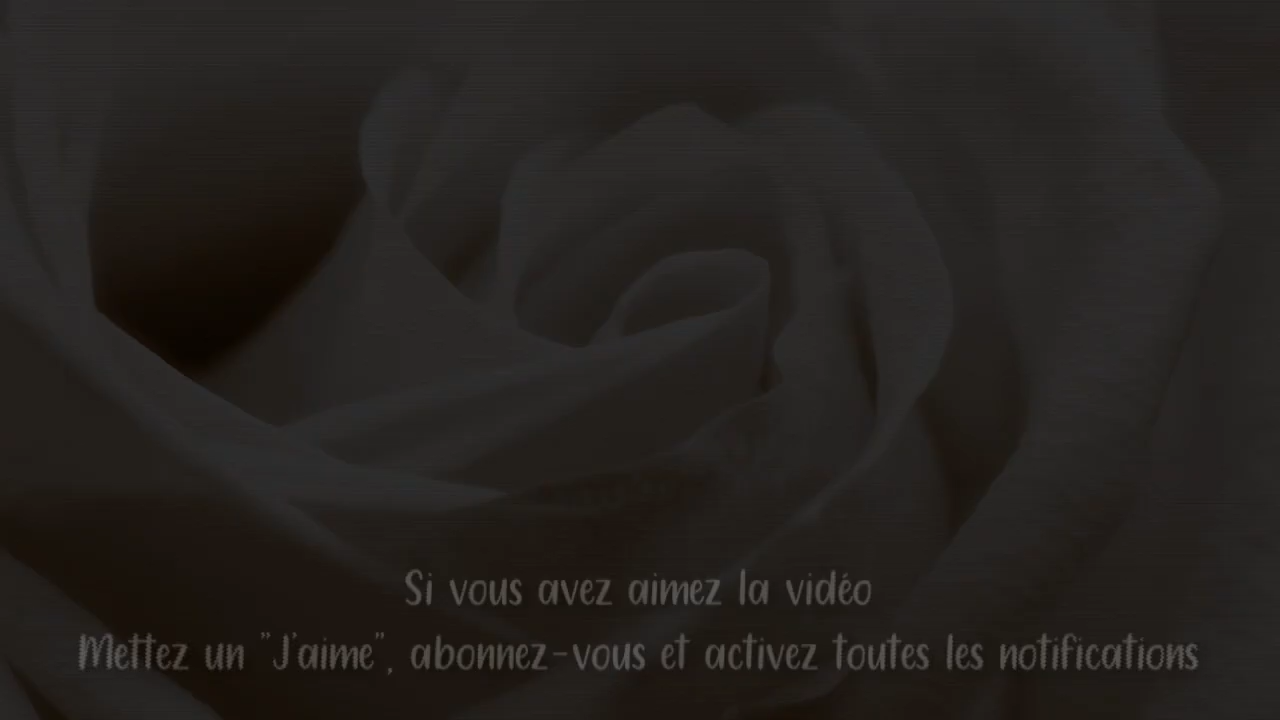 Si vous avez aimez la vidéo
Mettez un "J'aime", abonnez-vous et activez toutes les notifications